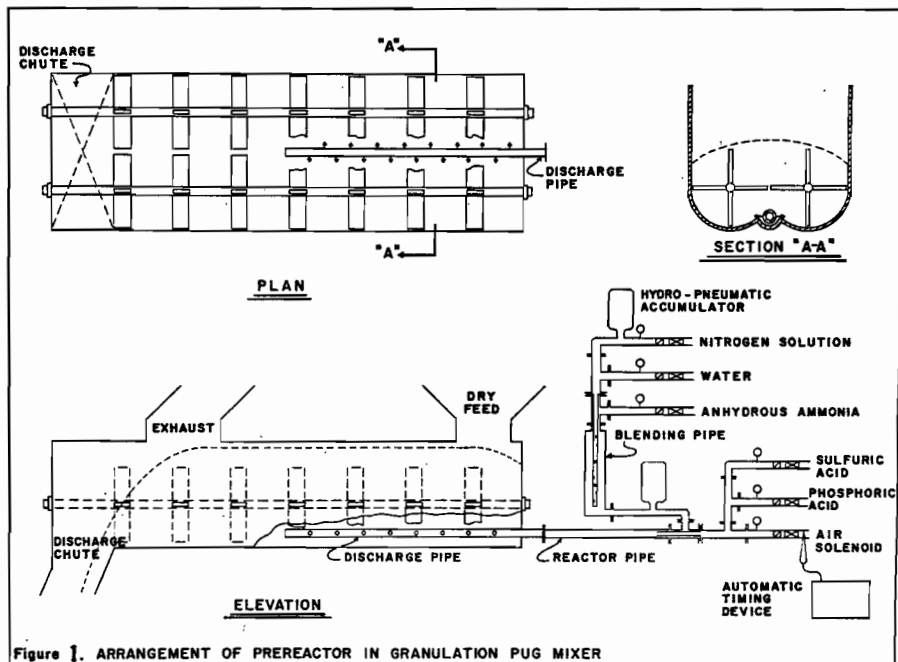 DISCHARGE
CHUTE
"A"
DISCHARGE
PIPE
"A"
PLAN
SECTION "A-A"
HYDRO-PNEUMATIC
ACCUMULATOR
NITROGEN SOLUTION
WATER
ANHYDROUS AMMONIA
BLENDING PIPE
EXHAUST
DRY
FEED
SULFURIC
ACID
PHOSPHORIC
ACID
AIR
SOLENOID
DISCHARGE
CHUTE
DISCHARGE PIPE
REACTOR PIPE
AUTOMATIC
TIMING
DEVICE
ELEVATION
Figure I. ARRANGEMENT OF PREREACTOR IN GRANULATION PUG MIXER